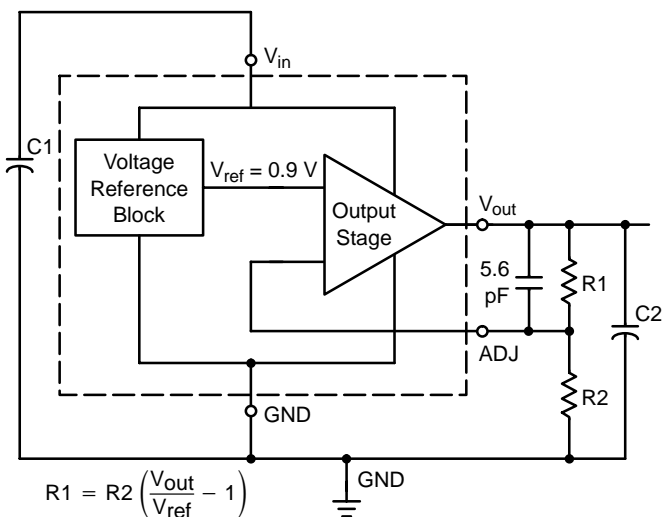 V_in
C1
Voltage
Reference
Block
V_ref = 0.9 V
Output
Stage
V_out
5.6
pF
R1
C2
ADJ
R2
GND
GND
R1 = R2 (V_out/V_ref − 1)